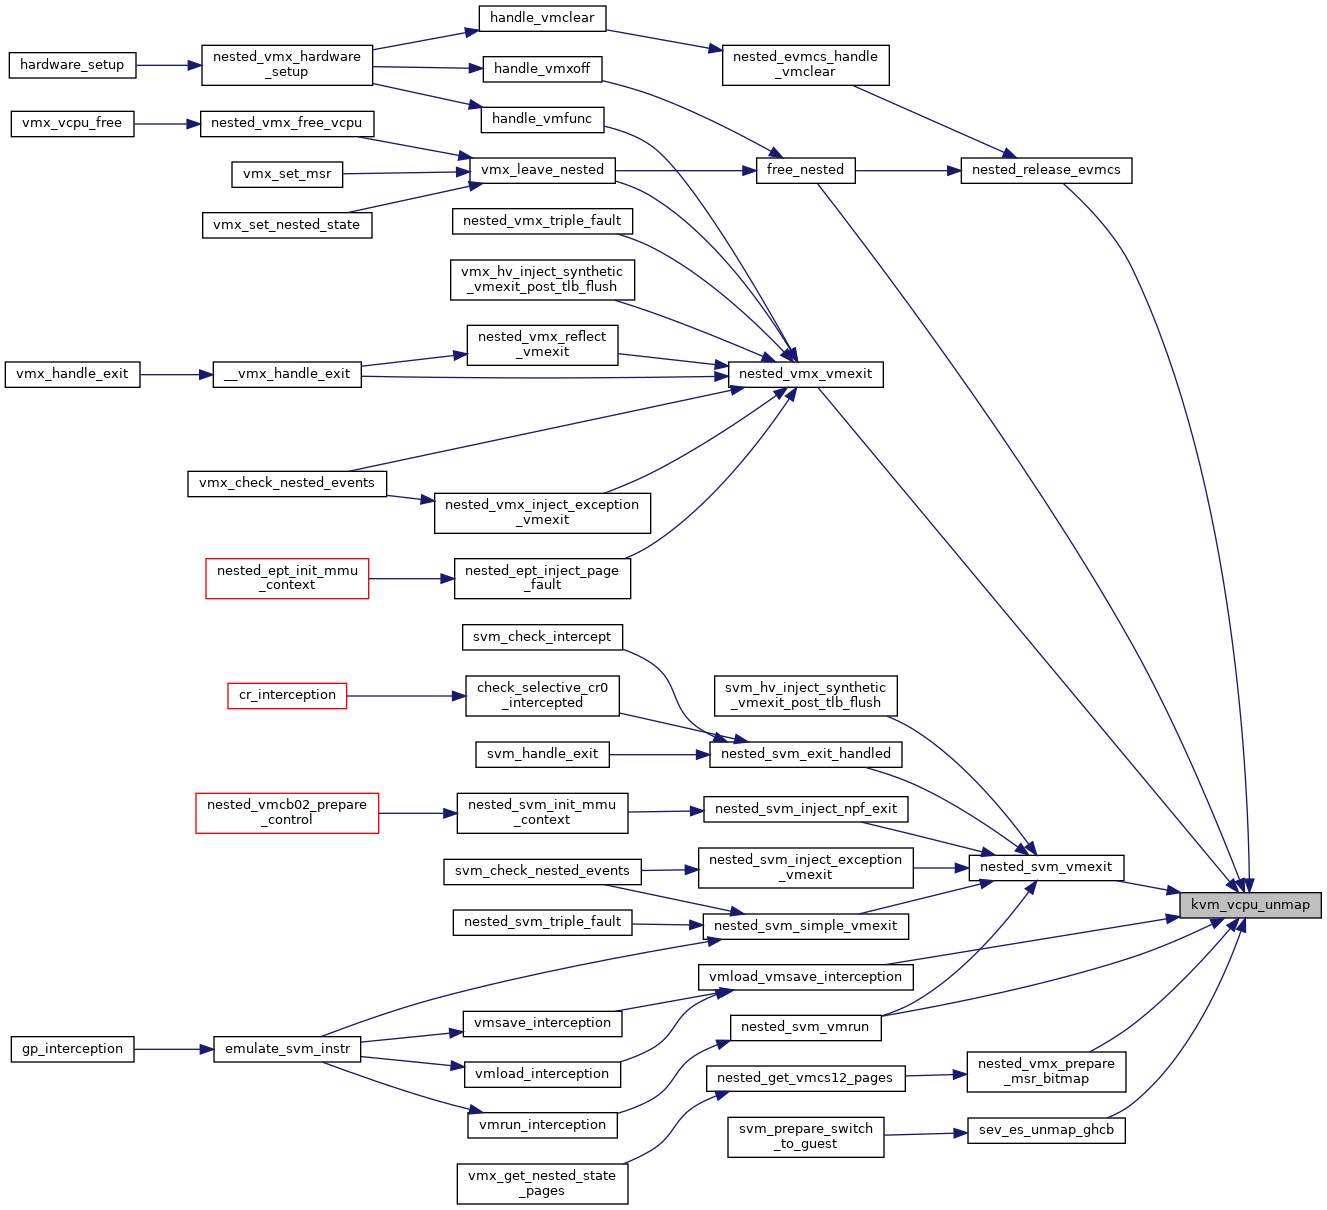 handle_vmclear
hardware_setup
nested_vmx_hardware
_setup
handle_vmxoff
nested_evmcs_handle
_vmclear
vmx_vcpu_free
nested_vmx_free_vcpu
handle_vmfunc
vmx_set_msr
vmx_leave_nested
free_nested
nested_release_evmcs
vmx_set_nested_state
nested_vmx_triple_fault
vmx_hv_inject_synthetic
_vmexit_post_tlb_flush
nested_vmx_reflect
_vmexit
vmx_handle_exit
__vmx_handle_exit
nested_vmx_vmexit
vmx_check_nested_events
nested_vmx_inject_exception
_vmexit
nested_ept_init_mmu
_context
nested_ept_inject_page
_fault
svm_check_intercept
cr_interception
check_selective_cr0
_intercepted
svm_hv_inject_synthetic
_vmexit_post_tlb_flush
svm_handle_exit
nested_svm_exit_handled
nested_vmcb02_prepare
_control
nested_svm_init_mmu
_context
nested_svm_inject_npf_exit
svm_check_nested_events
nested_svm_inject_exception
_vmexit
nested_svm_vmexit
kvm_vcpu_unmap
nested_svm_triple_fault
nested_svm_simple_vmexit
vmload_vmsave_interception
vmsave_interception
nested_svm_vmrun
gp_interception
emulate_svm_instr
vmload_interception
nested_get_vmcs12_pages
nested_vmx_prepare
_msr_bitmap
vmrun_interception
svm_prepare_switch
_to_guest
sev_es_unmap_ghcb
vmx_get_nested_state
_pages